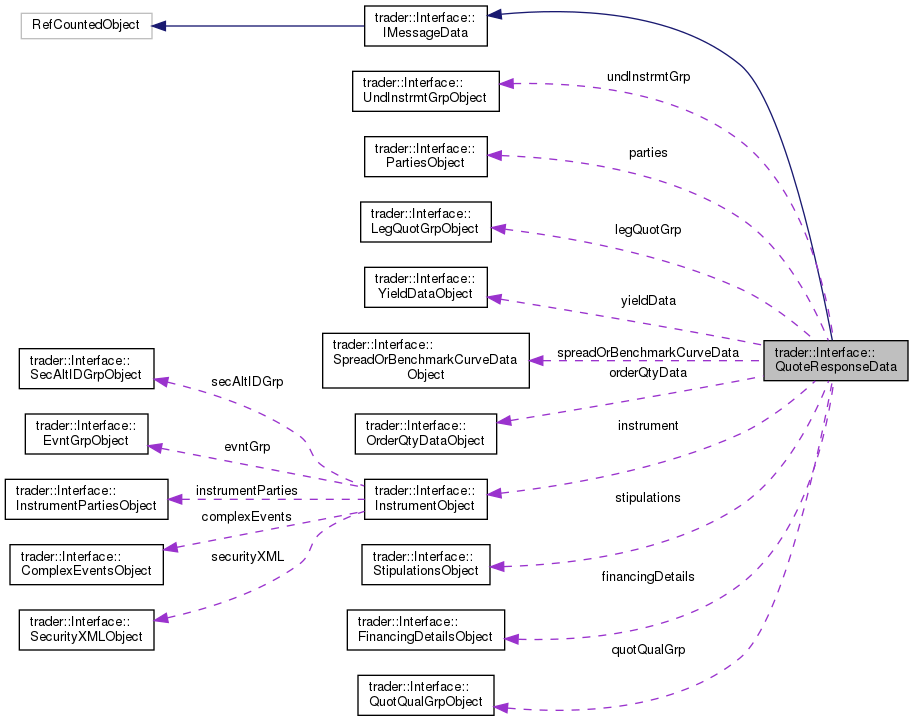 RefCountedObject
trader::Interface::
IMessageData
trader::Interface::
UndInstrmtGrpObject
undInstrmtGrp
trader::Interface::
PartiesObject
parties
trader::Interface::
LegQuotGrpObject
legQuotGrp
trader::Interface::
YieldDataObject
yieldData
trader::Interface::
SpreadOrBenchmarkCurveData
Object
spreadOrBenchmarkCurveData
trader::Interface::
QuoteResponseData
orderQtyData
trader::Interface::
OrderQtyDataObject
instrument
trader::Interface::
SecAltIDGrpObject
secAltIDGrp
trader::Interface::
EvntGrpObject
evntGrp
trader::Interface::
InstrumentPartiesObject
instrumentParties
trader::Interface::
InstrumentObject
stipulations
complexEvents
trader::Interface::
ComplexEventsObject
securityXML
trader::Interface::
StipulationsObject
financingDetails
trader::Interface::
SecurityXMLObject
trader::Interface::
FinancingDetailsObject
quotQualGrp
trader::Interface::
QuotQualGrpObject